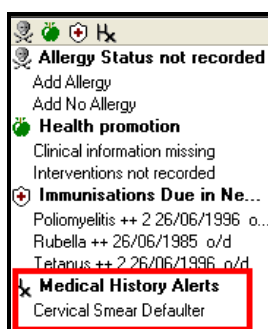 Allergy Status not recorded
Add Allergy
Add No Allergy
Health promotion
Clinical information missing
Interventions not recorded
Immunisations Due in Ne...
Poliomyelitis ++ 2 26/06/1996 o...
Rubella ++ 26/06/1985 o/d
Tetanus ++ 2 26/06/1996 o/d
Medical History Alerts
Cervical Smear Defaulter